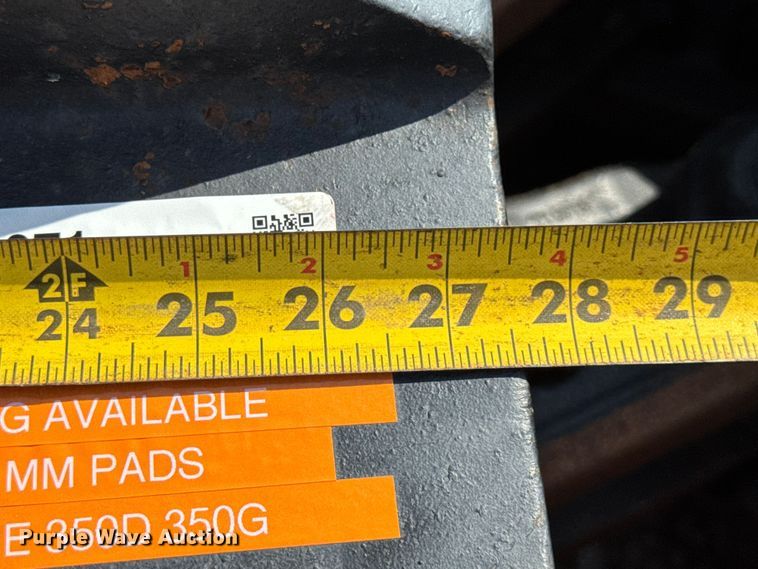 1 2 3 4 5
2F
24 25 26 27 28 29
G AVAILABLE
MM PADS
E 350D 350G
Purple Wave Auction